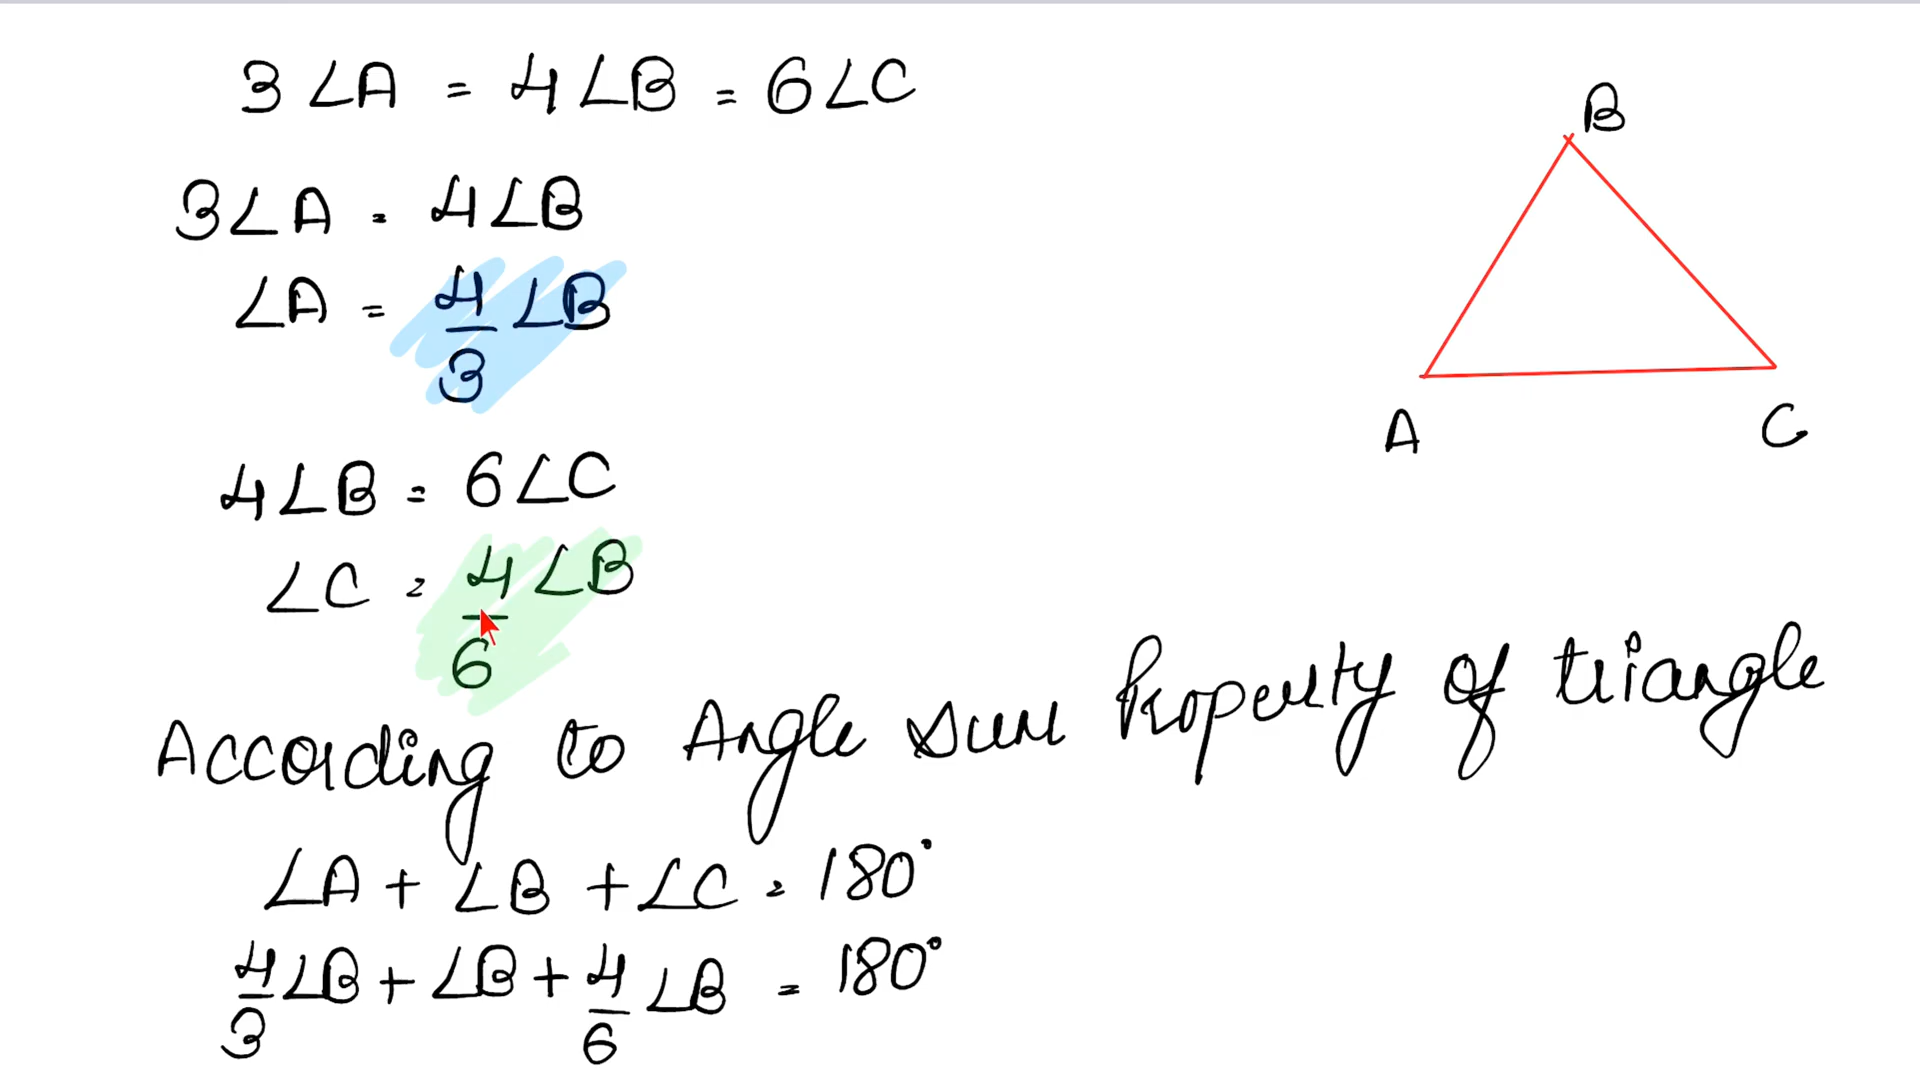 3∠A = 4∠B = 6∠C
3∠A = 4∠B
∠A = 4/3 ∠B
4∠B = 6∠C
∠C = 4/6 ∠B
According to Angle sum Property of triangle
∠A + ∠B + ∠C = 180°
4/3 ∠B + ∠B + 4/6 ∠B = 180°
B
A
C